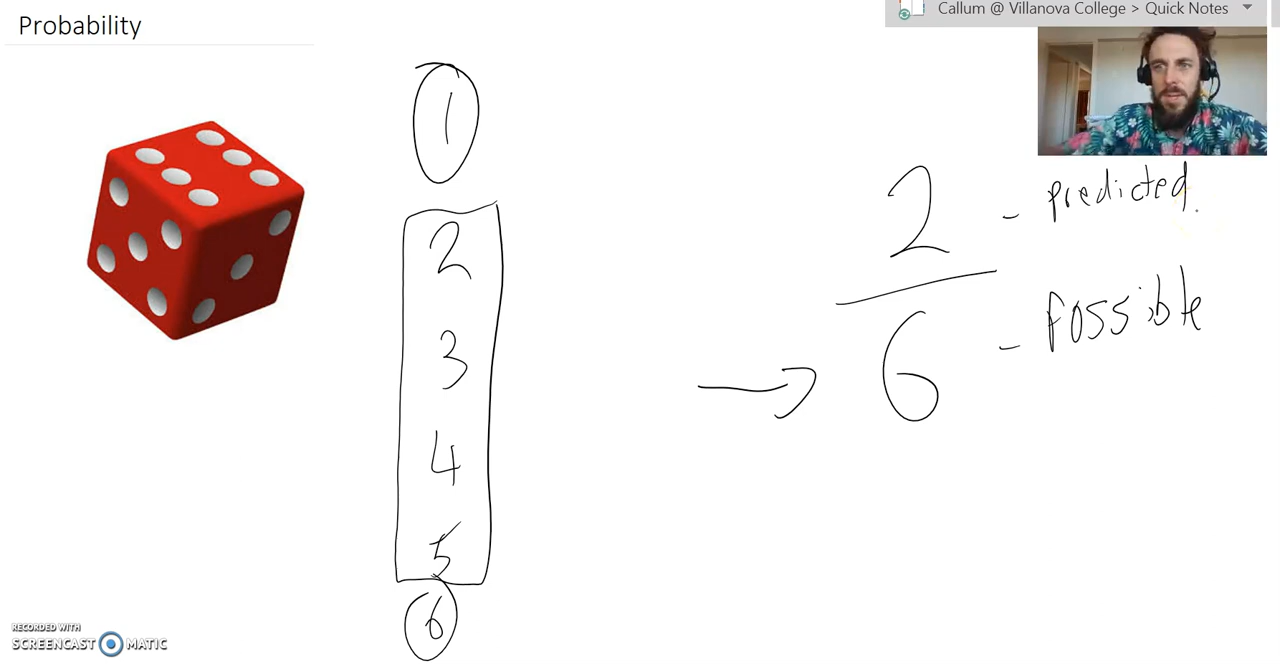 Callum @ Villanova College > Quick Notes
Probability
1
2
3
4
5
6
2 - predicted.
6 - Possible
RECORDED WITH
SCREENCAST MATIC